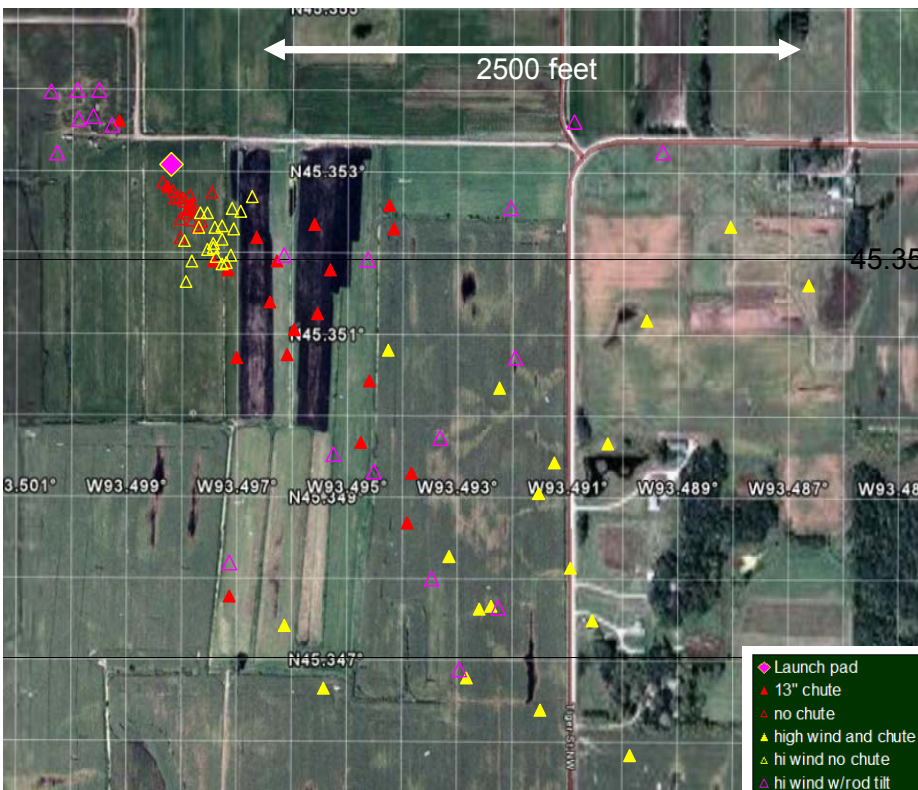 N45.355°
2500 feet
N45.353°
45.35
N45.351°
3.501° W93.499° W93.497° W93.495° W93.493° W93.491° W93.489° W93.487° W93.48
N45.349°
N45.347°
Launch pad
13" chute
no chute
high wind and chute
hi wind no chute
hi wind w/rod tilt